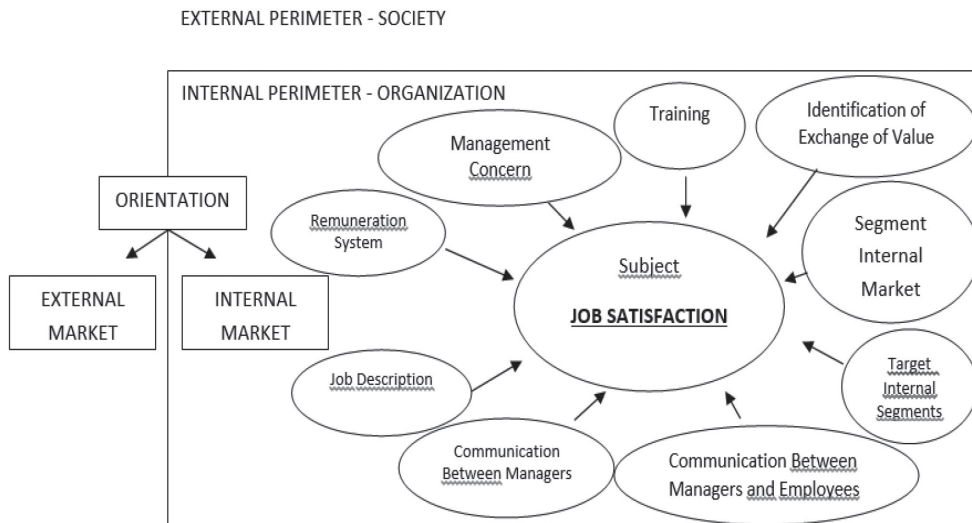 EXTERNAL PERIMETER - SOCIETY
INTERNAL PERIMETER - ORGANIZATION
Management
Concern
Training
Identification of
Exchange of Value
ORIENTATION
Remuneration
System
Segment
Internal
Market
Subject
JOB SATISFACTION
EXTERNAL
MARKET
INTERNAL
MARKET
Job Description
Target
Internal
Segments
Communication
Between Managers
Communication Between
Managers and Employees